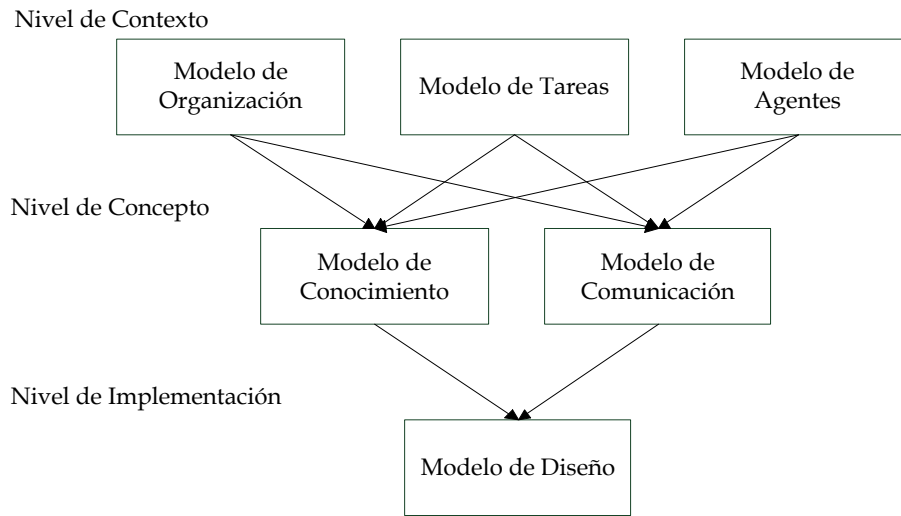 Nivel de Contexto
Modelo de
Organización
Modelo de Tareas
Modelo de
Agentes
Nivel de Concepto
Modelo de
Conocimiento
Modelo de
Comunicación
Nivel de Implementación
Modelo de Diseño